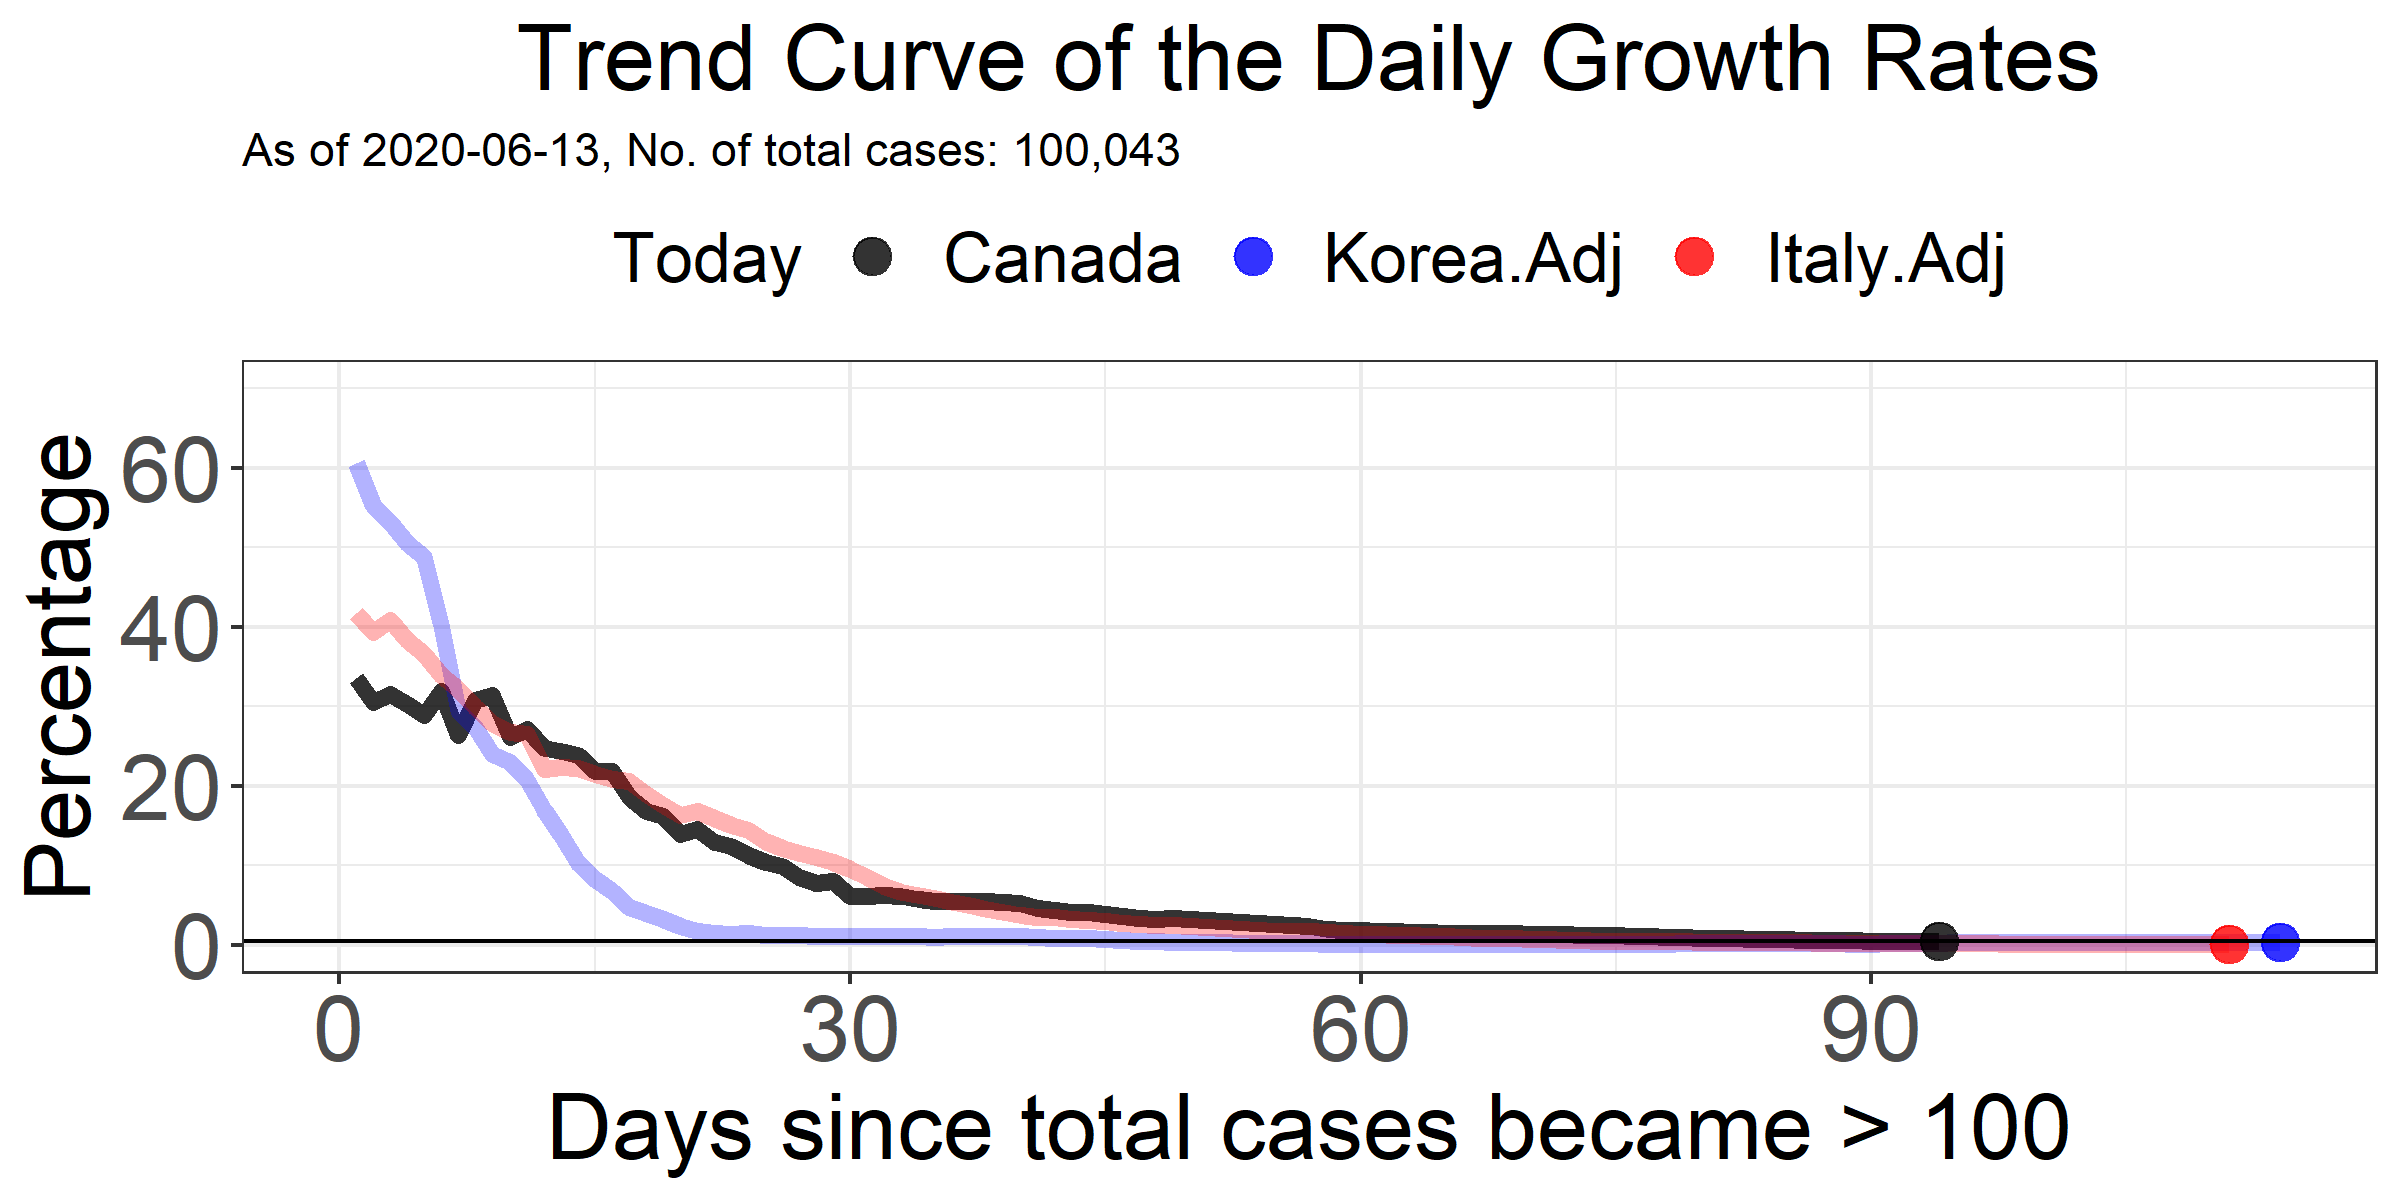 Trend Curve of the Daily Growth Rates
As of 2020-06-13, No. of total cases: 100,043
Today Canada Korea.Adj Italy.Adj
Percentage
60
40
20
0
0 30 60 90
Days since total cases became > 100